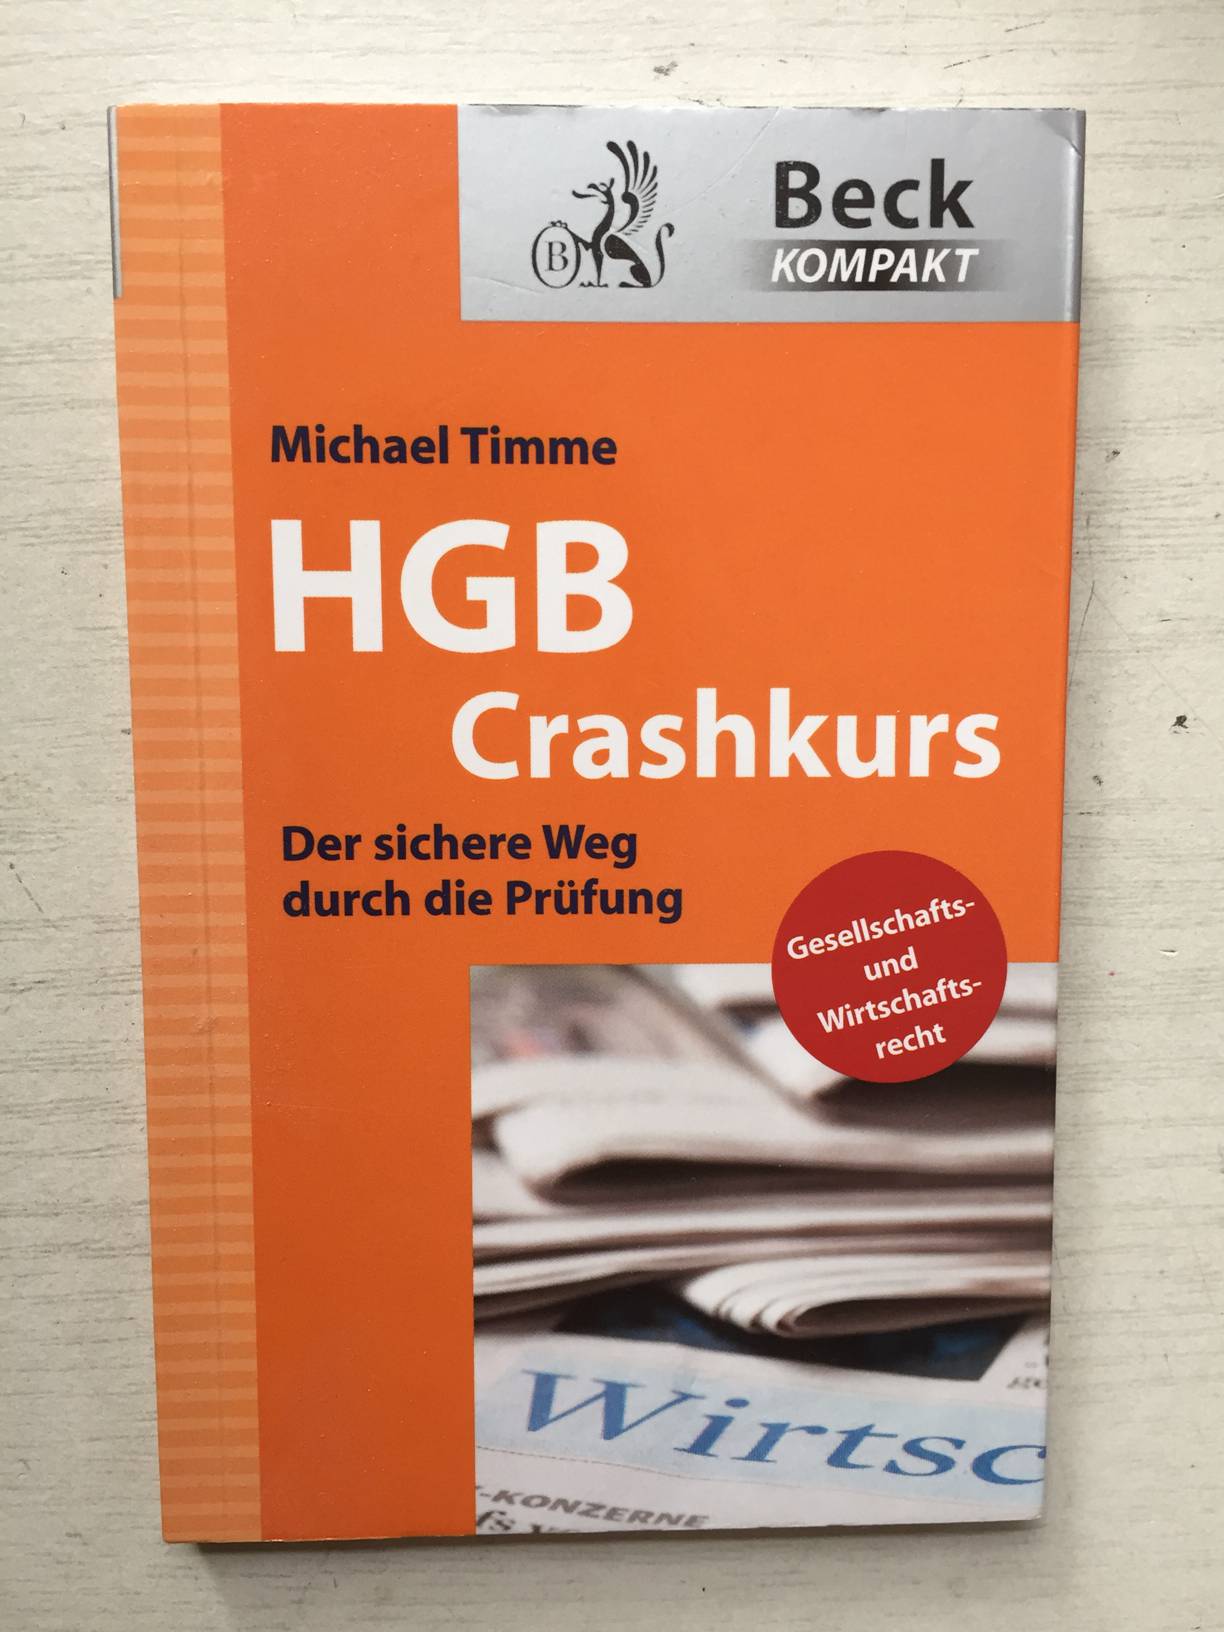 B
Beck
KOMPAKT
Michael Timme
HGB
Crashkurs
Der sichere Weg
durch die Prüfung
Gesellschafts-
und
Wirtschafts-
recht
Wirtsc
-KONZERNE